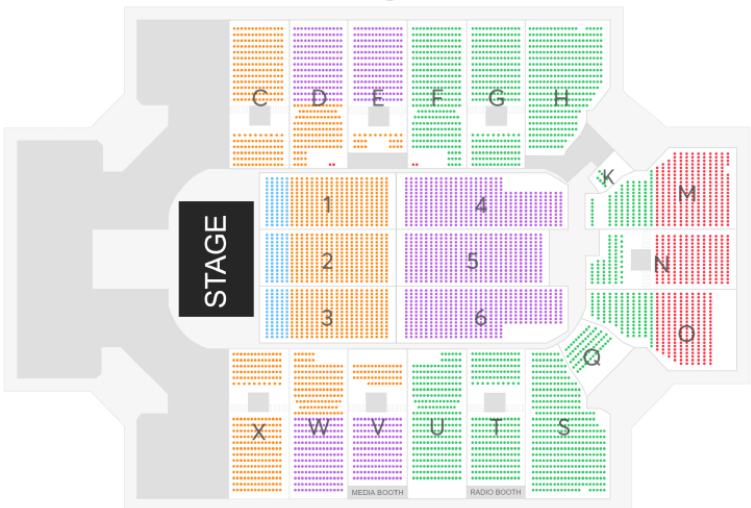 C D E F G H
K
M
1 4
STAGE 2 5 N
3 6 O
Q
X W V U T S
MEDIA BOOTH RADIO BOOTH